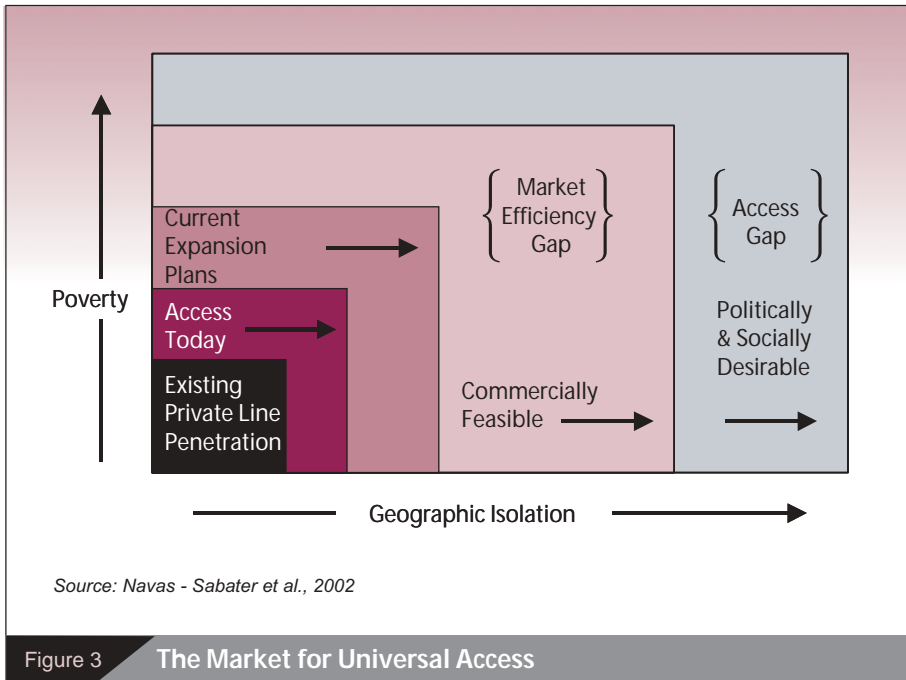 Poverty
Current
Expansion
Plans
Access
Today
Existing
Private Line
Penetration
{ Market
Efficiency
Gap }
Commercially
Feasible
{ Access
Gap }
Politically
& Socially
Desirable
Geographic Isolation
Source: Navas - Sabater et al., 2002
Figure 3 The Market for Universal Access